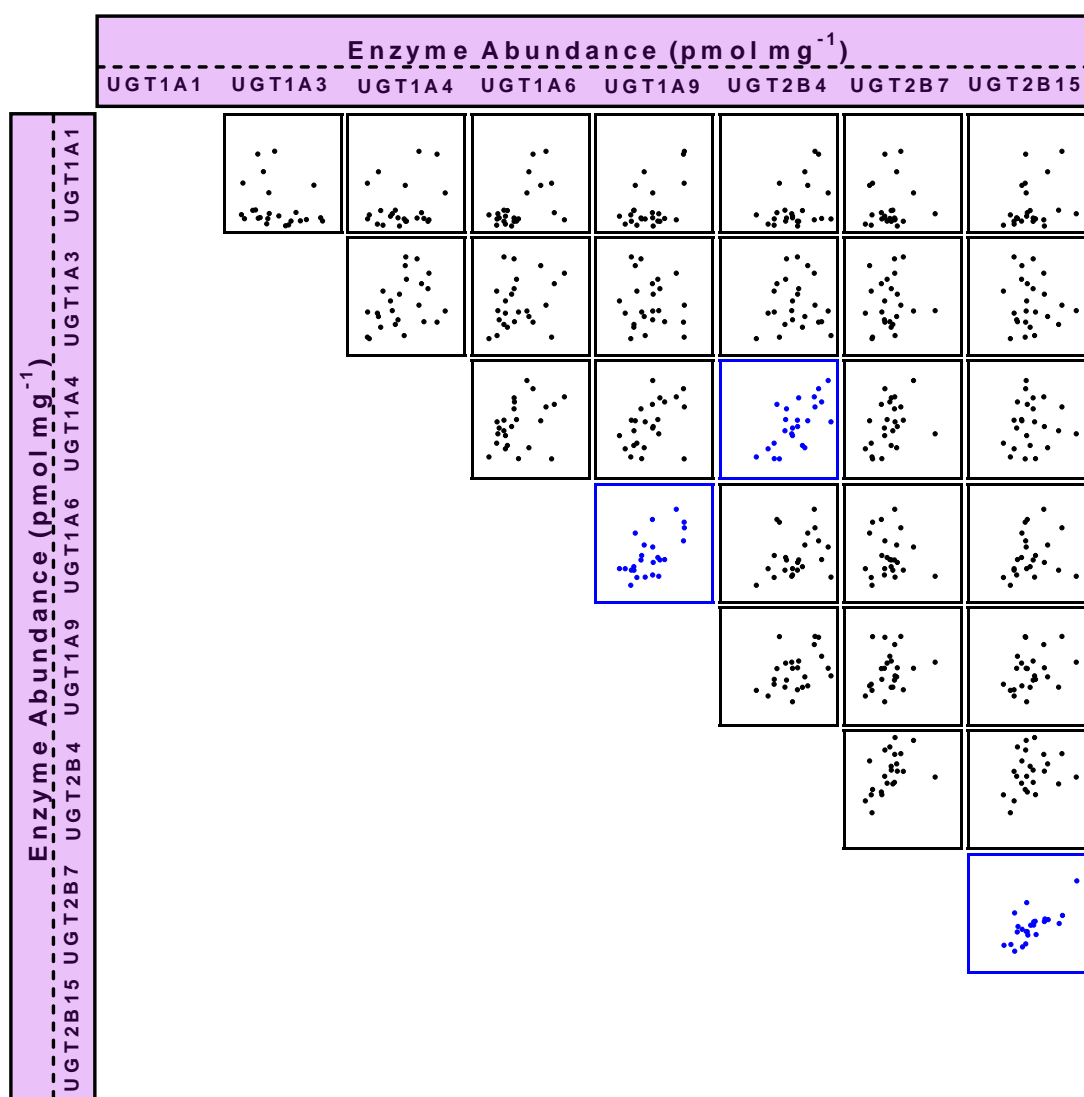 Enzyme Abundance (pmol mg⁻¹)
UGT1A1 UGT1A3 UGT1A4 UGT1A6 UGT1A9 UGT2B4 UGT2B7 UGT2B15
Enzyme Abundance (pmol mg⁻¹)
UGT1A1
UGT1A3
UGT1A4
UGT1A6
UGT1A9
UGT2B4
UGT2B7
UGT2B15